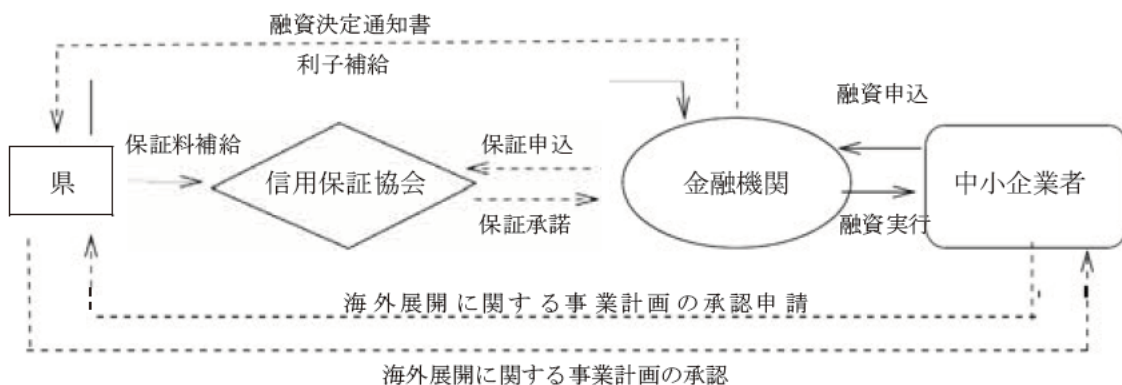 融資決定通知書
利子補給
融資申込
保証料補給
保証申込
県
信用保証協会
金融機関
中小企業者
保証承諾
融資実行
海外展開に関する事業計画の承認申請
海外展開に関する事業計画の承認